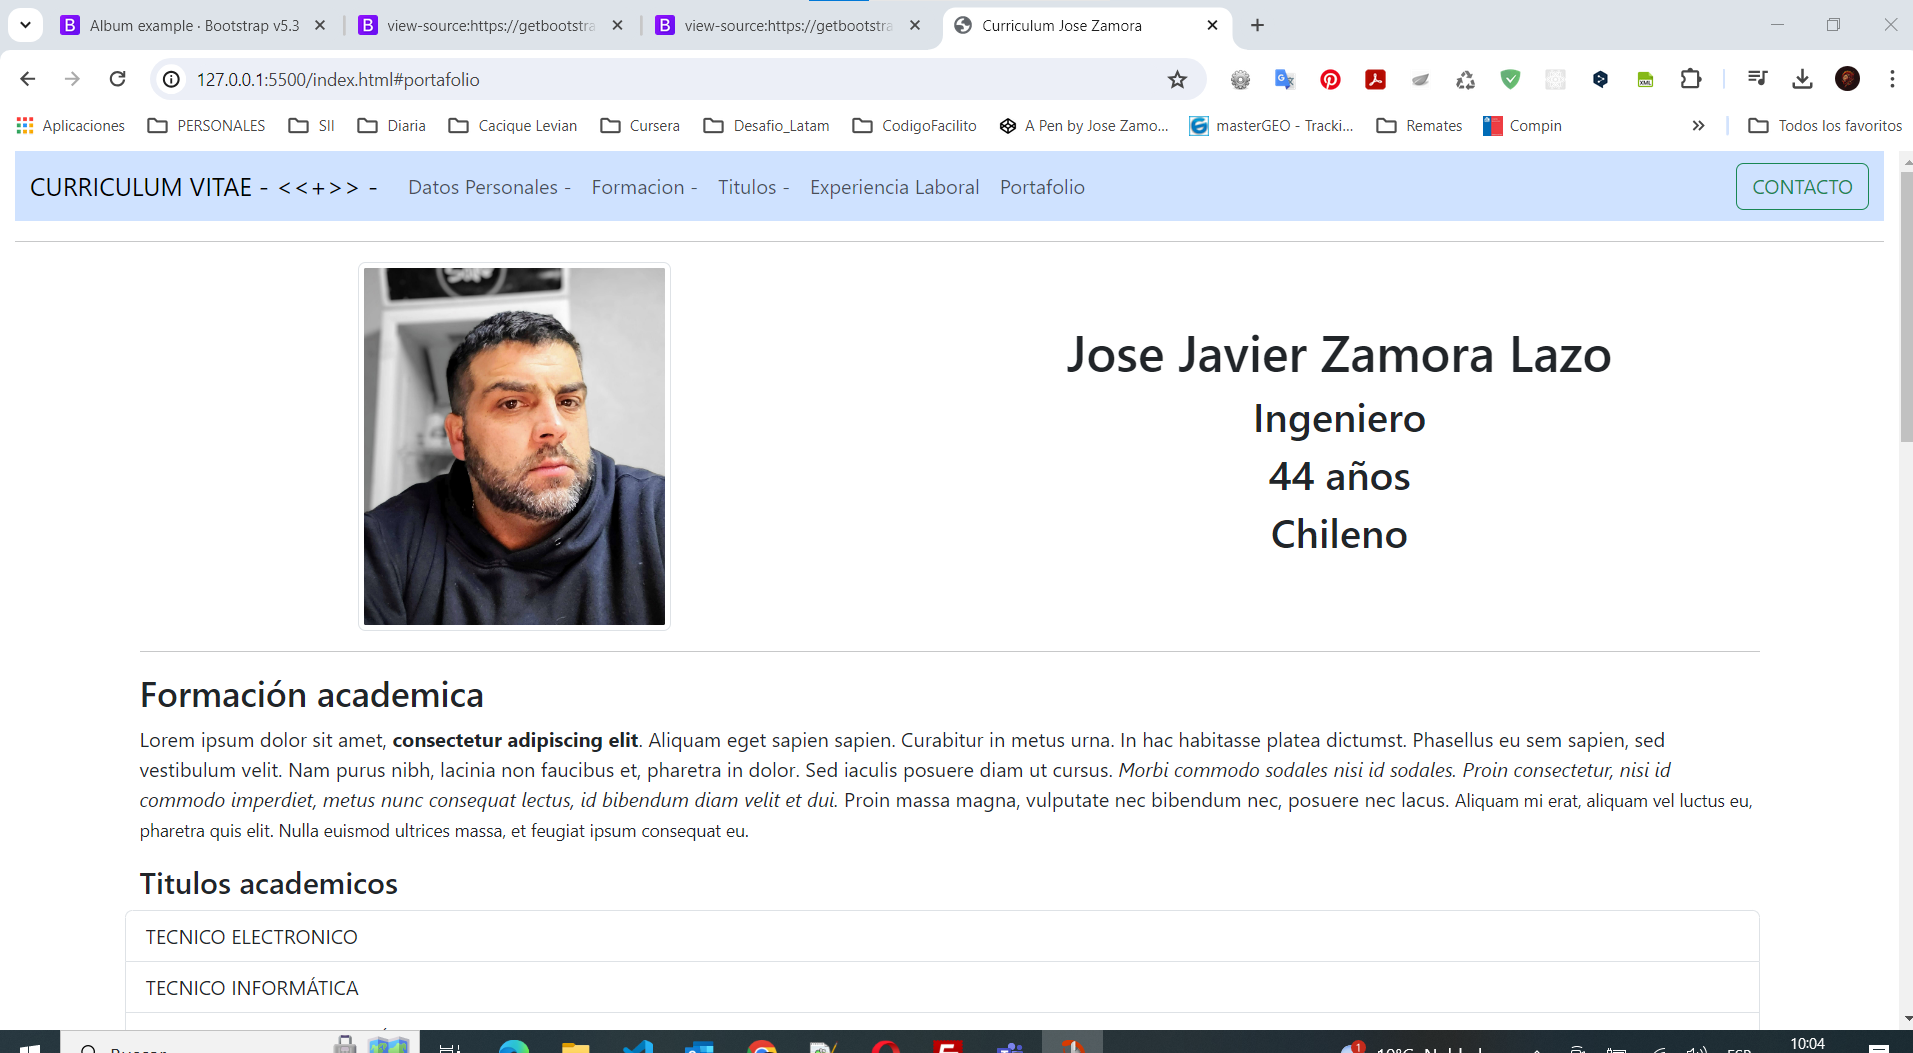 Album example · Bootstrap v5.3
view-source:https://getbootstra
view-source:https://getbootstra
Curriculum Jose Zamora
127.0.0.1:5500/index.html#portafolio
Aplicaciones PERSONALES SII Diaria Cacique Levian Cursera Desafio_Latam CodigoFacilito A Pen by Jose Zamo... masterGEO - Tracki... Remates Compin » Todos los favoritos
CURRICULUM VITAE - <<+>> - Datos Personales - Formacion - Titulos - Experiencia Laboral Portafolio CONTACTO
Jose Javier Zamora Lazo
Ingeniero
44 años
Chileno
Formación academica
Lorem ipsum dolor sit amet, consectetur adipiscing elit. Aliquam eget sapien sapien. Curabitur in metus urna. In hac habitasse platea dictumst. Phasellus eu sem sapien, sed
vestibulum velit. Nam purus nibh, lacinia non faucibus et, pharetra in dolor. Sed iaculis posuere diam ut cursus. Morbi commodo sodales nisi id sodales. Proin consectetur, nisi id
commodo imperdiet, metus nunc consequat lectus, id bibendum diam velit et dui. Proin massa magna, vulputate nec bibendum nec, posuere nec lacus. Aliquam mi erat, aliquam vel luctus eu,
pharetra quis elit. Nulla euismod ultrices massa, et feugiat ipsum consequat eu.
Titulos academicos
TECNICO ELECTRONICO
TECNICO INFORMÁTICA
10:04